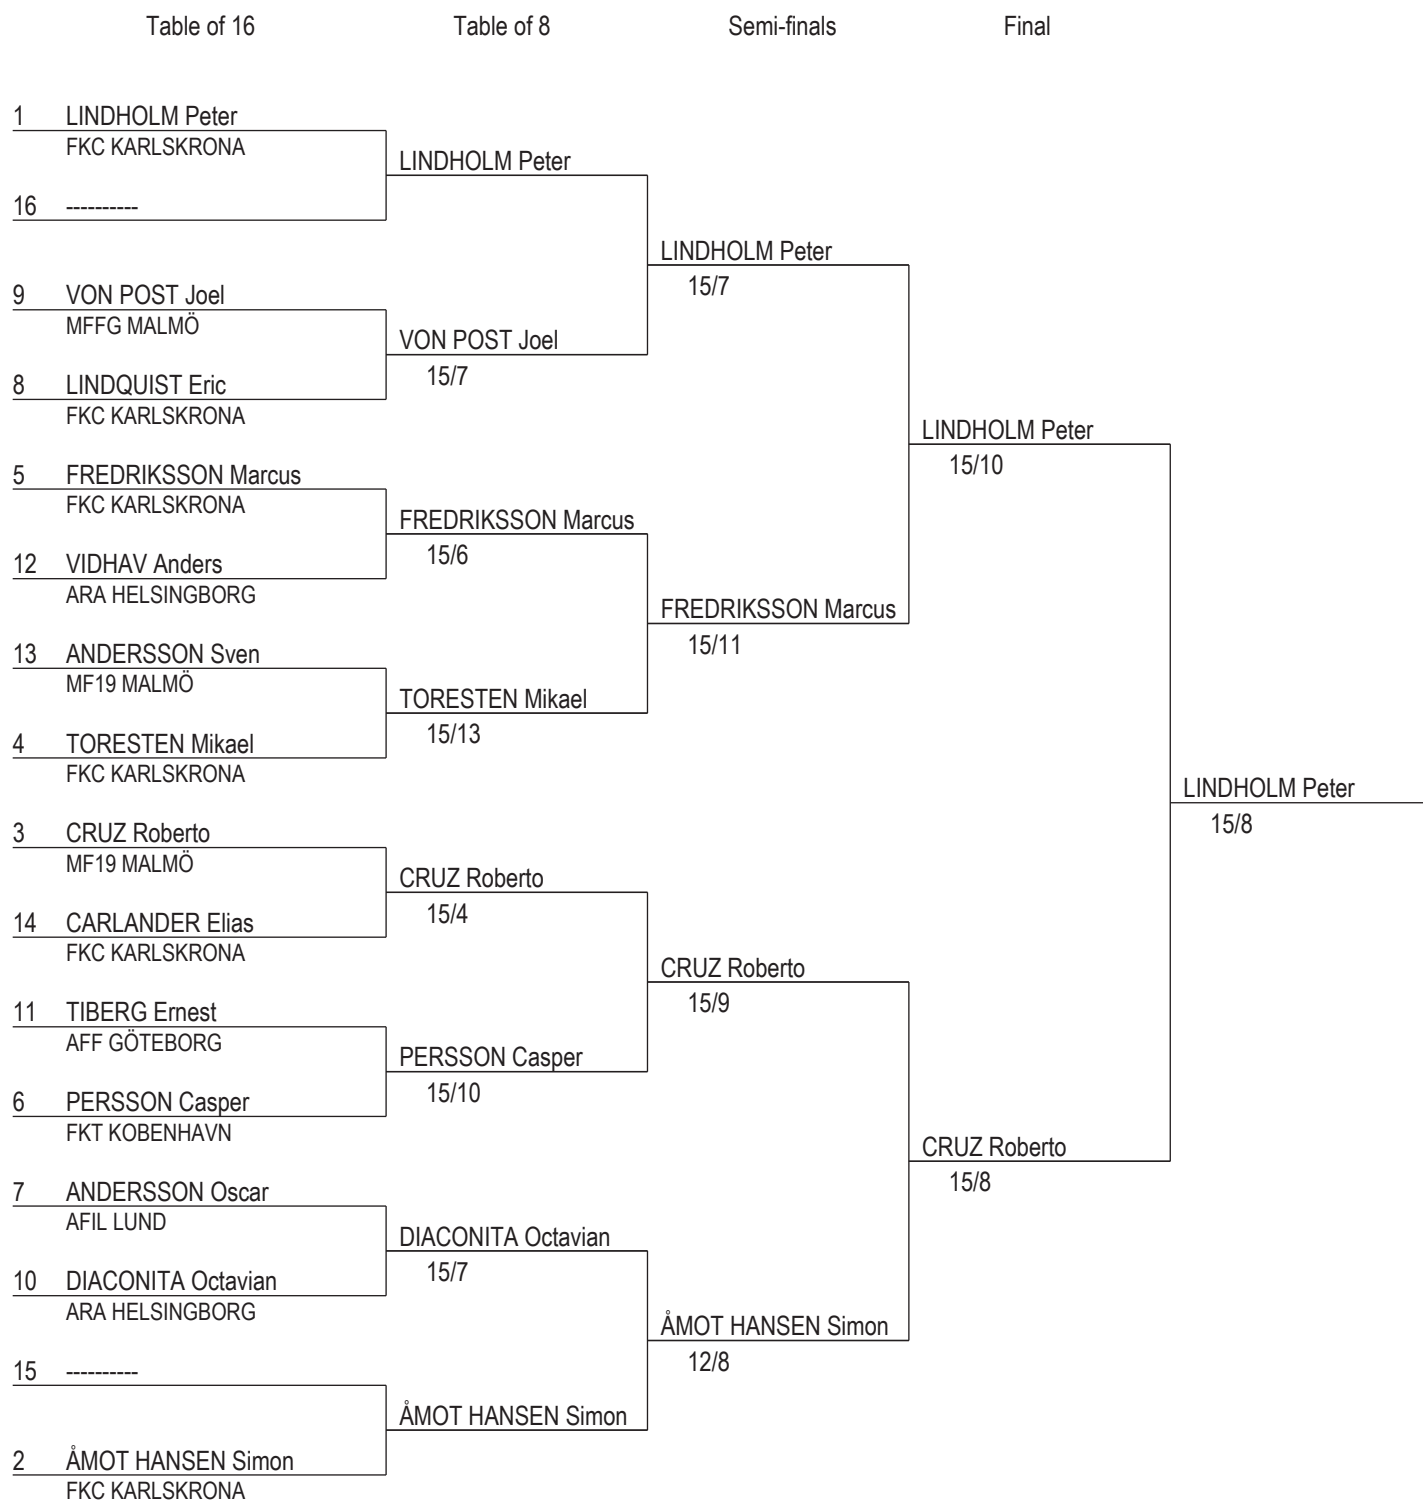 Table of 16 Table of 8 Semi-finals Final
1 LINDHOLM Peter
FKC KARLSKRONA
LINDHOLM Peter
16 ----------
LINDHOLM Peter
15/7
9 VON POST Joel
MFFG MALMÖ
VON POST Joel
15/7
8 LINDQUIST Eric
FKC KARLSKRONA
LINDHOLM Peter
15/10
5 FREDRIKSSON Marcus
FKC KARLSKRONA
FREDRIKSSON Marcus
15/6
12 VIDHAV Anders
ARA HELSINGBORG
FREDRIKSSON Marcus
15/11
13 ANDERSSON Sven
MF19 MALMÖ
TORESTEN Mikael
15/13
4 TORESTEN Mikael
FKC KARLSKRONA
LINDHOLM Peter
15/8
3 CRUZ Roberto
MF19 MALMÖ
CRUZ Roberto
15/4
14 CARLANDER Elias
FKC KARLSKRONA
CRUZ Roberto
15/9
11 TIBERG Ernest
AFF GÖTEBORG
PERSSON Casper
15/10
6 PERSSON Casper
FKT KOBENHAVN
CRUZ Roberto
15/8
7 ANDERSSON Oscar
AFIL LUND
DIACONITA Octavian
15/7
10 DIACONITA Octavian
ARA HELSINGBORG
ÅMOT HANSEN Simon
12/8
15 ----------
ÅMOT HANSEN Simon
2 ÅMOT HANSEN Simon
FKC KARLSKRONA